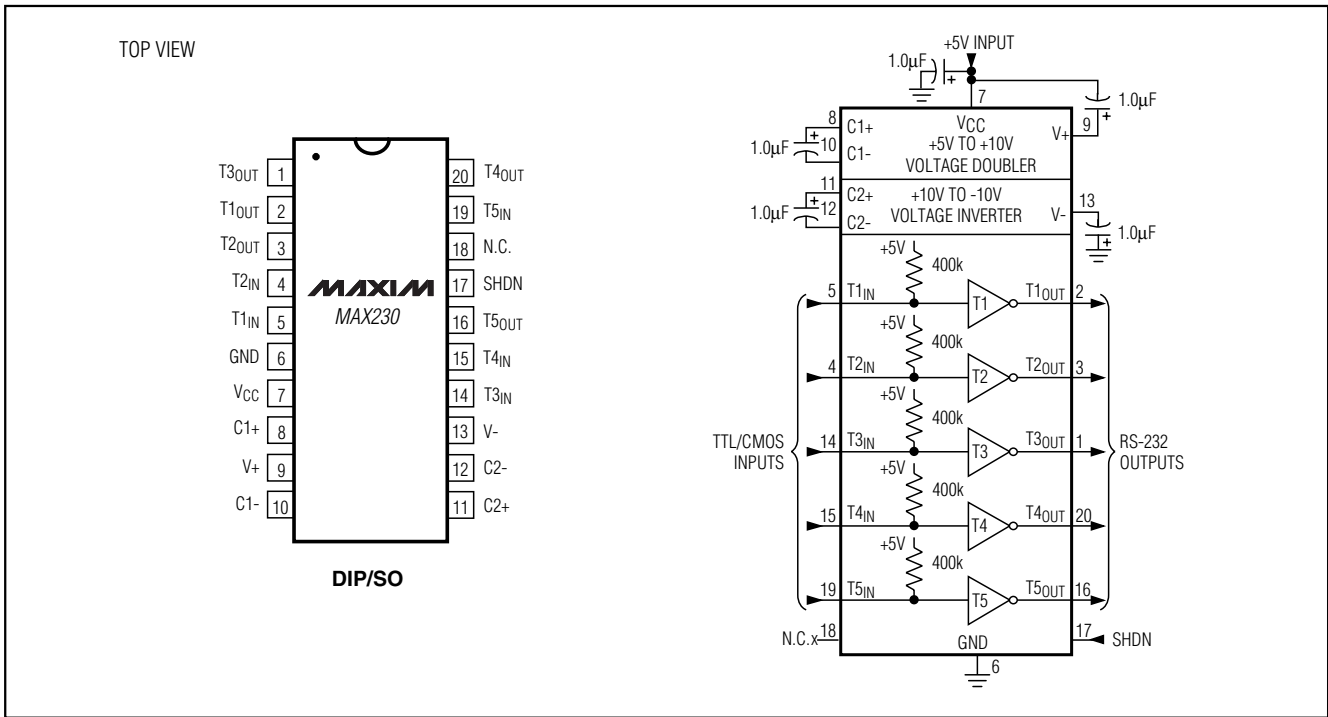 TOP VIEW
T3OUT 1
T1OUT 2
T2OUT 3
T2IN 4
T1IN 5
GND 6
VCC 7
C1+ 8
V+ 9
C1- 10
20 T4OUT
19 T5IN
18 N.C.
17 SHDN
16 T5OUT
15 T4IN
14 T3IN
13 V-
12 C2-
11 C2+
MAXIM
MAX230
DIP/SO
+5V INPUT
1.0µF
+
7
1.0µF
+
8 C1+
VCC
V+ 9
+
1.0µF
10 C1-
+5V TO +10V
VOLTAGE DOUBLER
11 C2+
+10V TO -10V
V- 13
+
1.0µF
12 C2-
VOLTAGE INVERTER
1.0µF
+
+5V
400k
5 T1IN T1 T1OUT 2
+5V
400k
4 T2IN T2 T2OUT 3
+5V
400k
TTL/CMOS
INPUTS
14 T3IN T3 T3OUT 1
RS-232
OUTPUTS
+5V
400k
15 T4IN T4 T4OUT 20
+5V
400k
19 T5IN T5 T5OUT 16
N.C.x 18
GND
17 SHDN
6